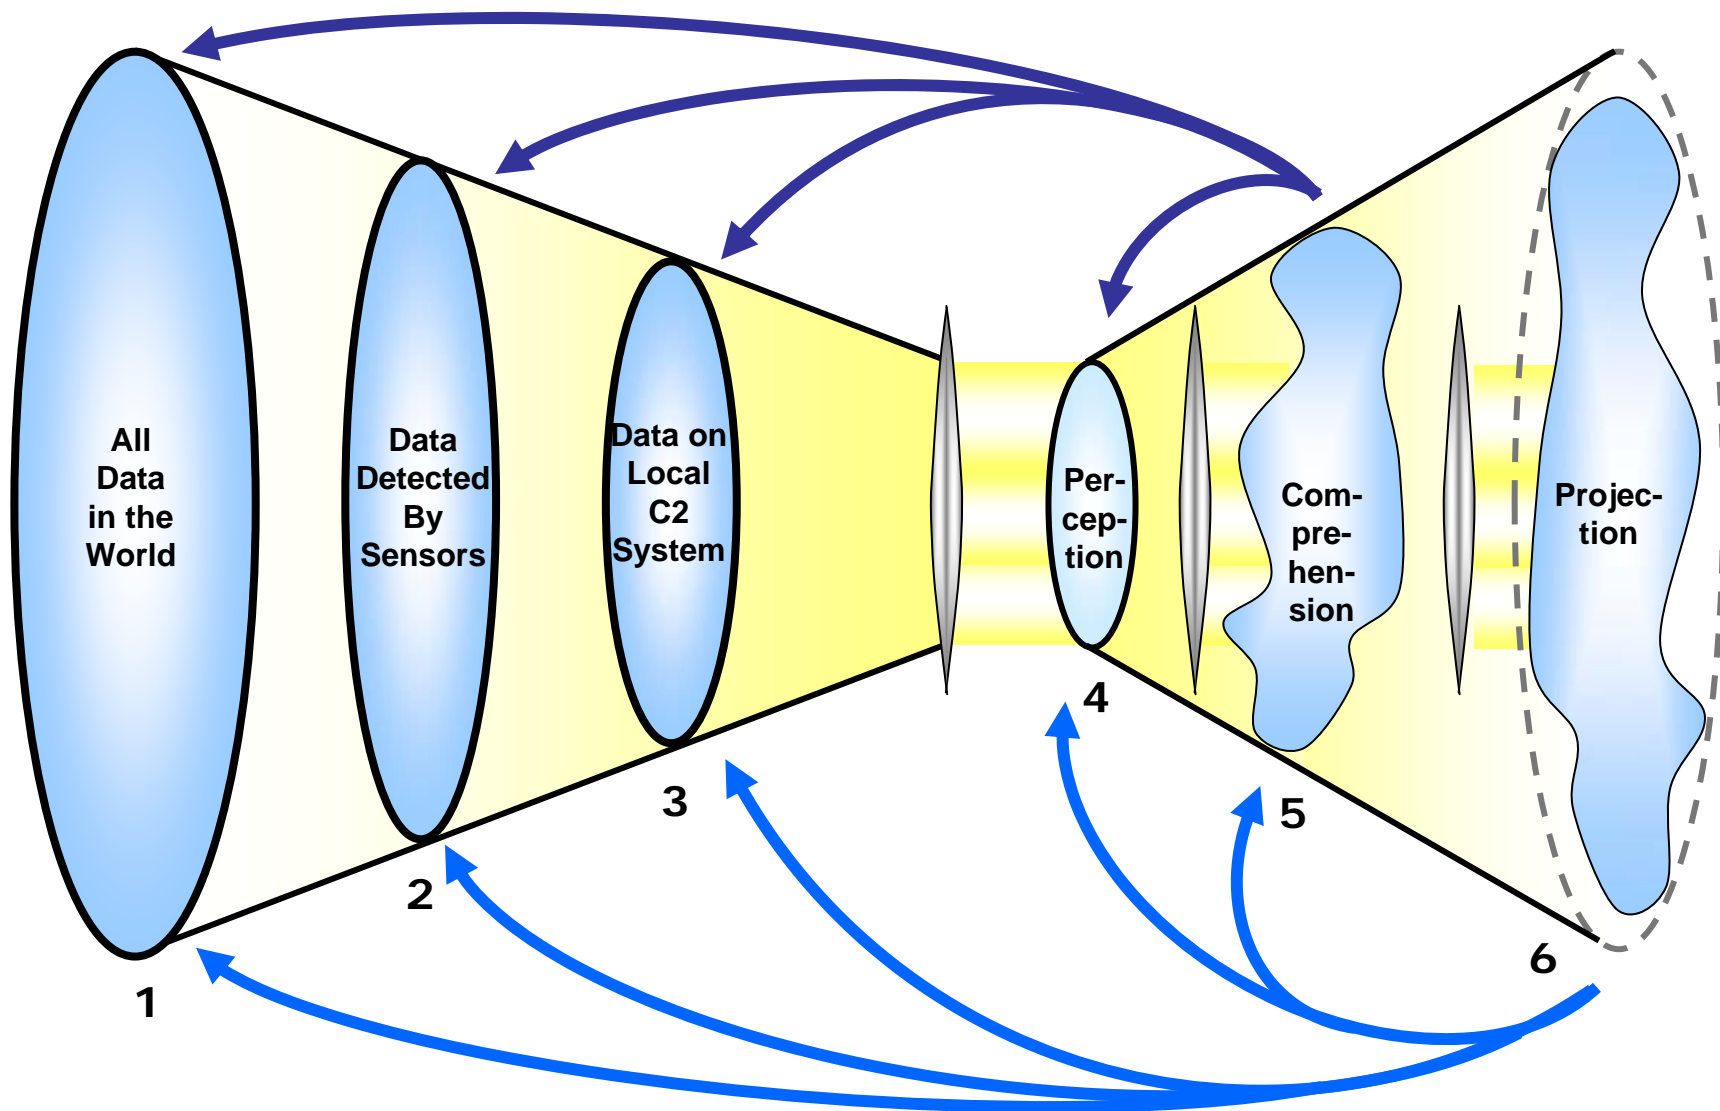 All
Data
in the
World
Data
Detected
By
Sensors
Data on
Local
C2
System
Per-
cep-
tion
Com-
pre-
hen-
sion
Projec-
tion
1
2
3
4
5
6